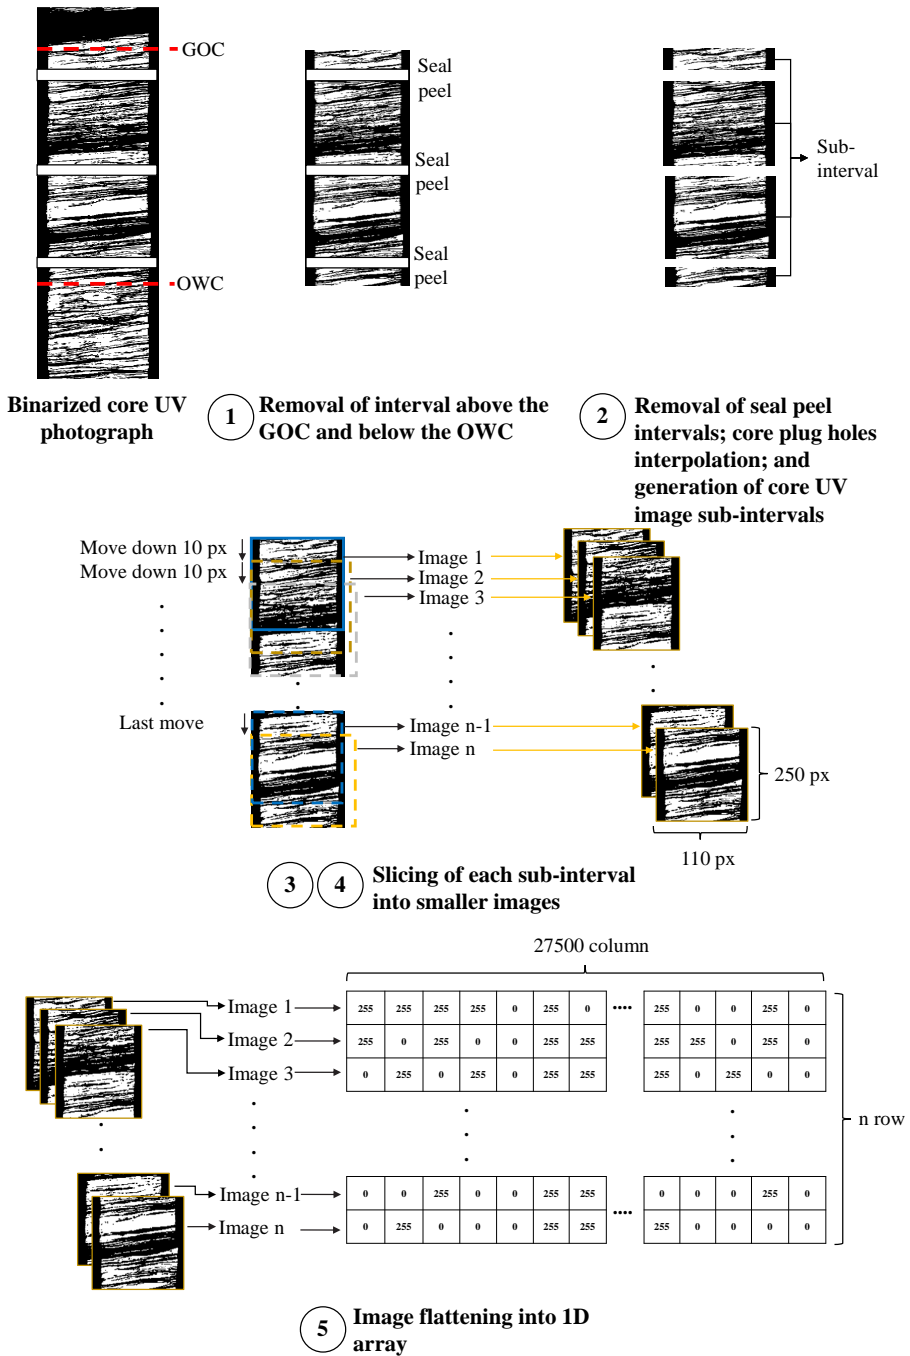 GOC
Seal
peel
Seal
peel
Seal
peel
Sub-
interval
OWC
Binarized core UV
photograph
1
Removal of interval above the
GOC and below the OWC
2
Removal of seal peel
intervals; core plug holes
interpolation; and
generation of core UV
image sub-intervals
Move down 10 px
Move down 10 px
Image 1
Image 2
Image 3
Last move
Image n-1
Image n
250 px
110 px
3 4
Slicing of each sub-interval
into smaller images
27500 column
Image 1 255 255 255 255 0 255 0 .... 255 0 0 255 0
Image 2 255 0 255 0 0 255 255 255 255 0 255 0
Image 3 0 255 0 255 0 255 255 255 0 255 0 0
n row
Image n-1 0 0 255 0 0 255 255 .... 0 0 0 255 0
Image n 0 255 0 0 0 255 255 255 0 0 0 0
5
Image flattening into 1D
array